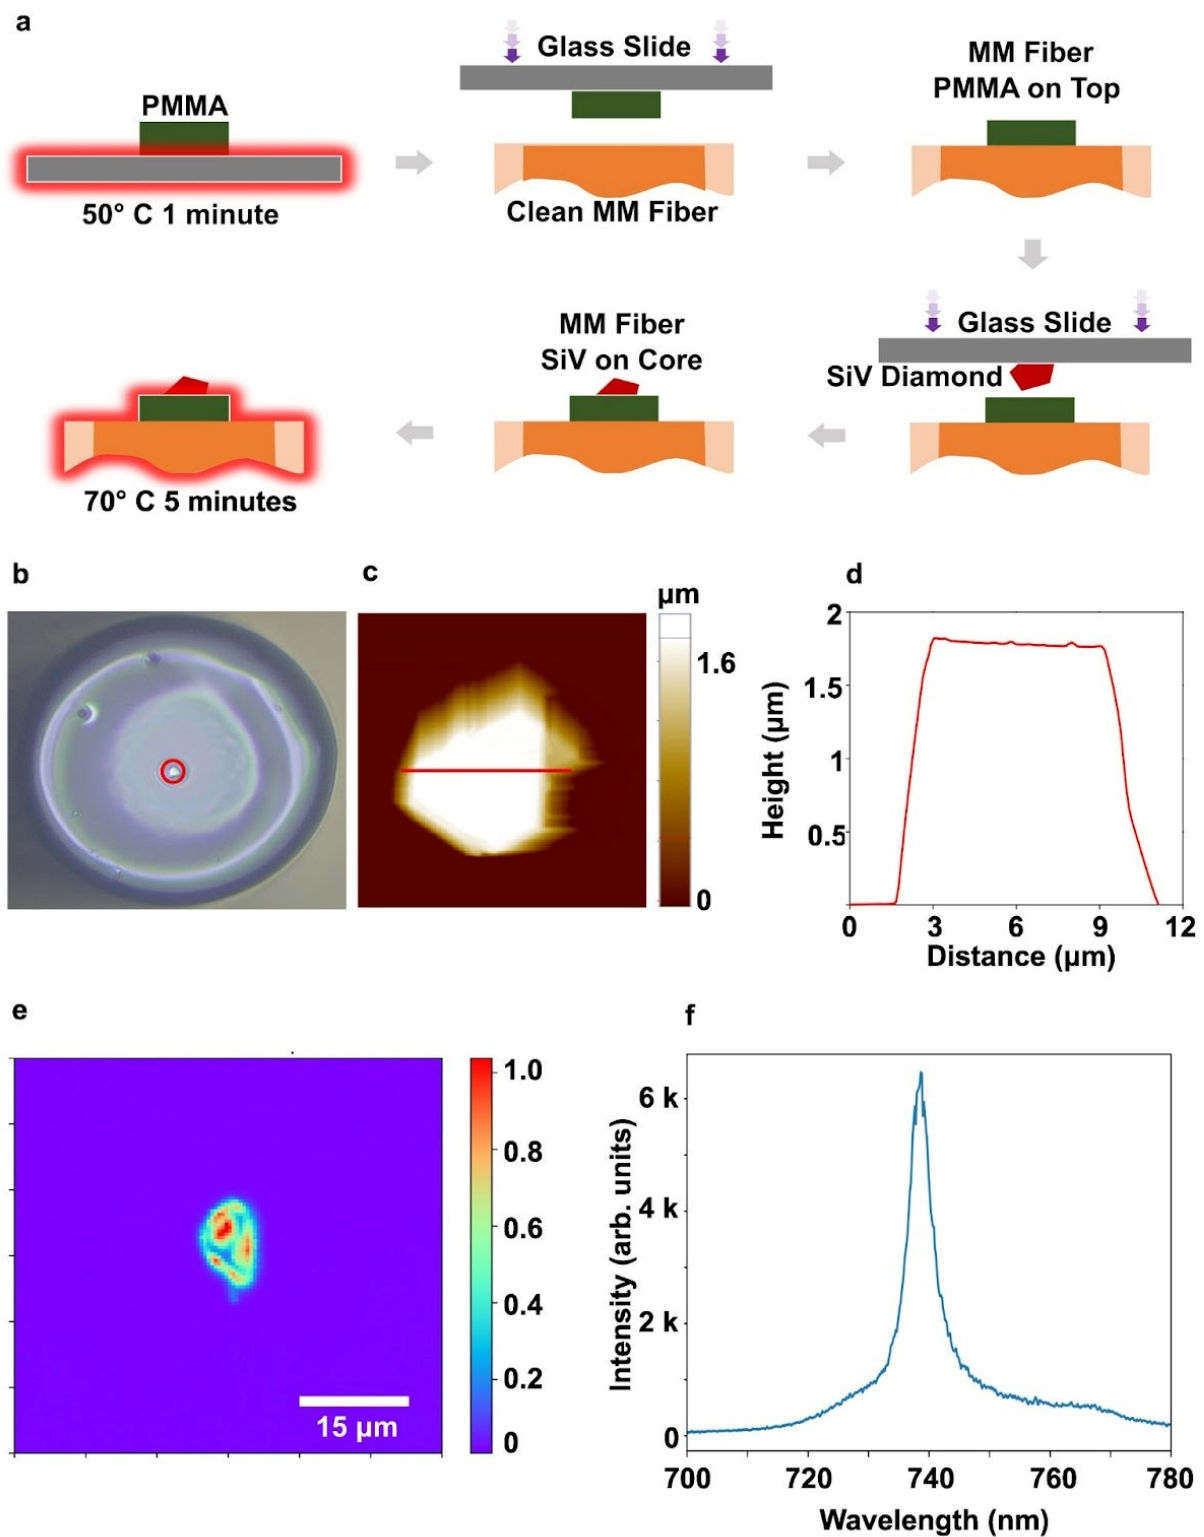 a
PMMA
50° C 1 minute
Glass Slide
Clean MM Fiber
MM Fiber
PMMA on Top
Glass Slide
SiV Diamond
MM Fiber
SiV on Core
70° C 5 minutes
b
c
µm
1.6
0
d
2
1.5
1
0.5
0 3 6 9 12
Height (µm)
Distance (µm)
e
1.0
0.8
0.6
0.4
0.2
0
15 µm
f
6 k
4 k
2 k
0
700 720 740 760 780
Intensity (arb. units)
Wavelength (nm)